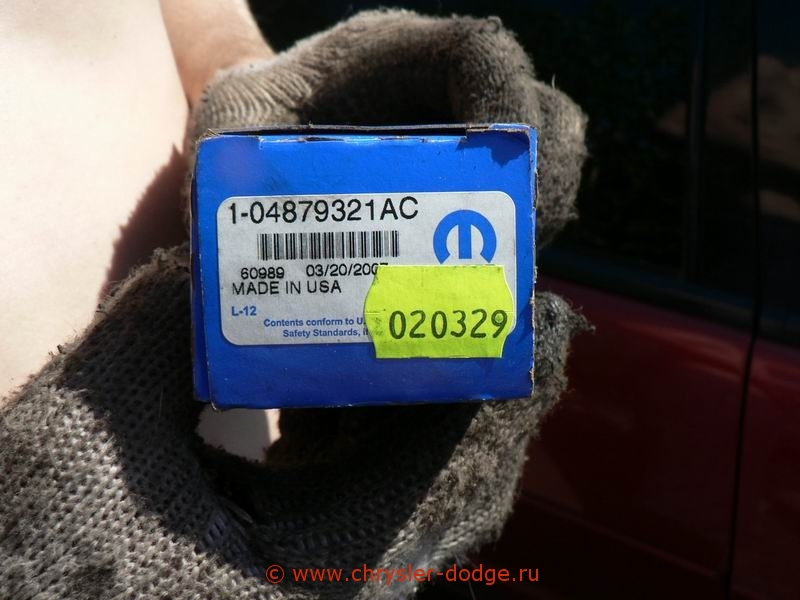 1-04879321AC
60989 03/20/2007
MADE IN USA
L-12
020329
Contents conform to U.
Safety Standards, i
© www.chrysler-dodge.ru